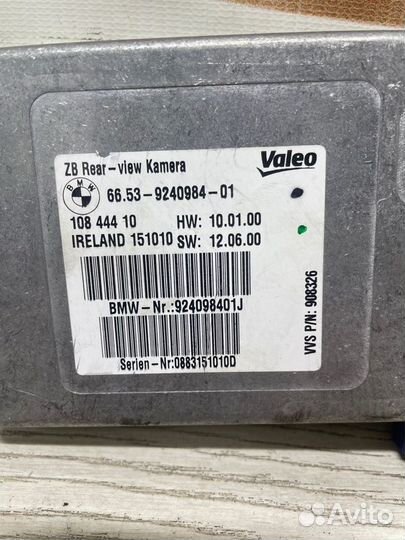 ZB Rear-view Kamera
Valeo
BMW
66.53-9240984-01
108 444 10 HW: 10.01.00
IRELAND 151010 SW: 12.06.00
BMW-Nr.:924098401J
Serien-Nr:0883151010D
VVS P/N: 908326
Avito